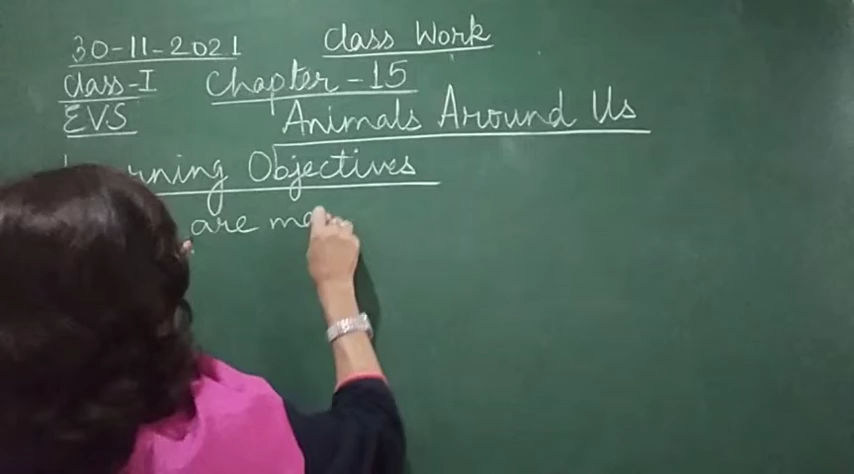 30-11-2021 Class Work
Class-I Chapter-15
EVS Animals Around Us
Objectives
are